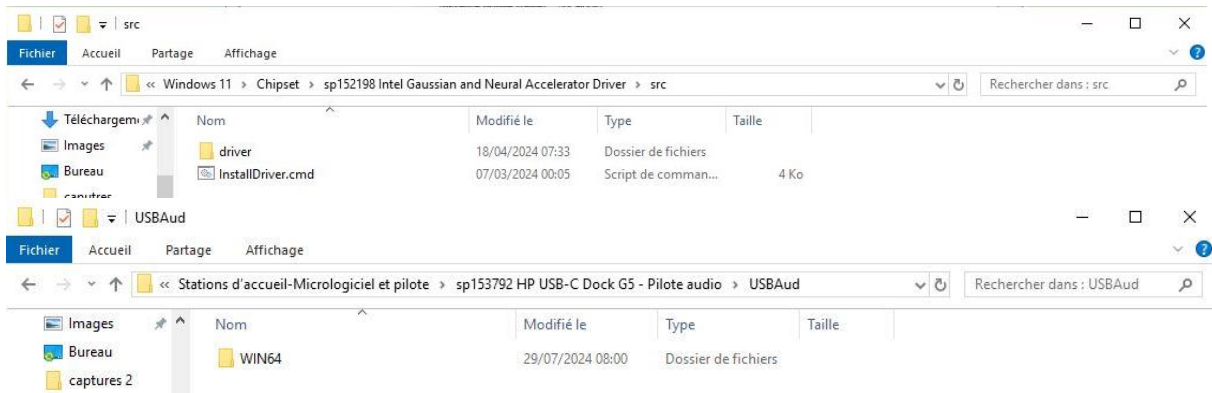 src
Fichier Accueil Partage Affichage
« Windows 11 › Chipset › sp152198 Intel Gaussian and Neural Accelerator Driver › src Rechercher dans : src
Téléchargem Nom Modifié le Type Taille
Images driver 18/04/2024 07:33 Dossier de fichiers
Bureau InstallDriver.cmd 07/03/2024 00:05 Script de comman... 4 Ko
caputres
USBAud
Fichier Accueil Partage Affichage
« Stations d'accueil-Micrologiciel et pilote › sp153792 HP USB-C Dock G5 - Pilote audio › USBAud Rechercher dans : USBAud
Images Nom Modifié le Type Taille
Bureau WIN64 29/07/2024 08:00 Dossier de fichiers
captures 2